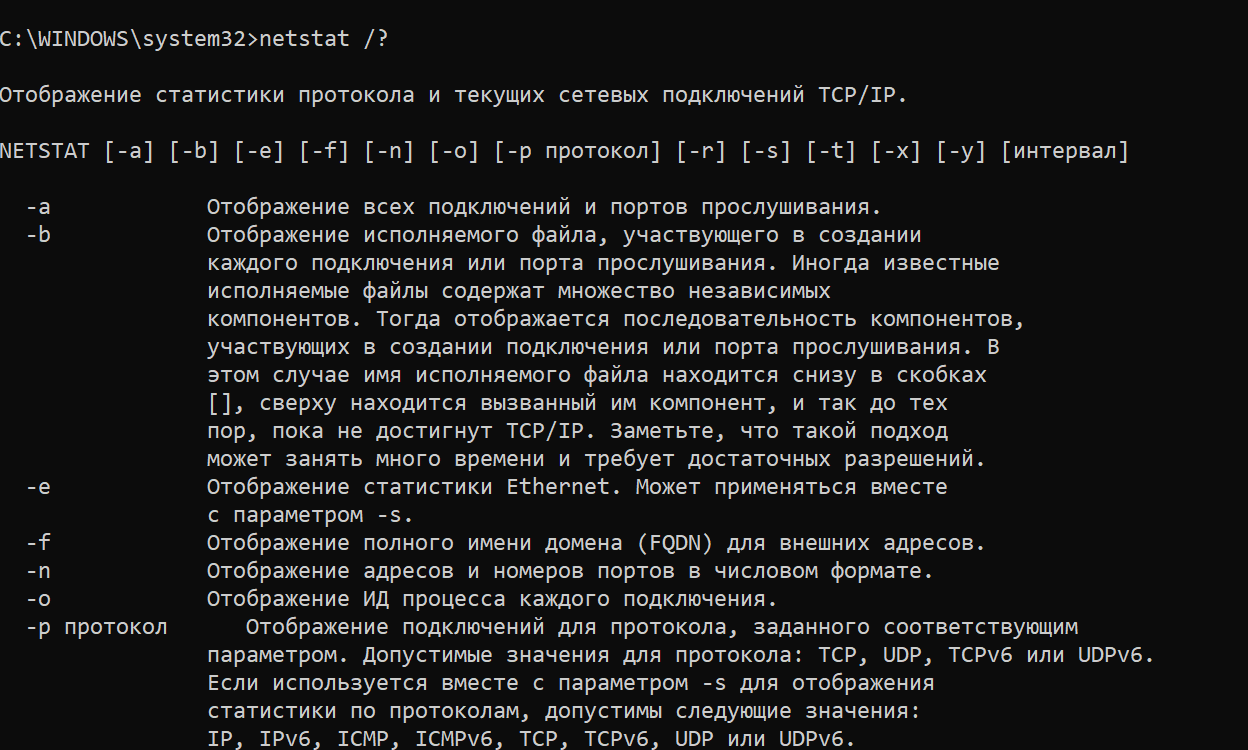 C:\WINDOWS\system32>netstat /?
Отображение статистики протокола и текущих сетевых подключений TCP/IP.
NETSTAT [-a] [-b] [-e] [-f] [-n] [-o] [-p протокол] [-r] [-s] [-t] [-x] [-y] [интервал]
-a Отображение всех подключений и портов прослушивания.
-b Отображение исполняемого файла, участвующего в создании
каждого подключения или порта прослушивания. Иногда известные
исполняемые файлы содержат множество независимых
компонентов. Тогда отображается последовательность компонентов,
участвующих в создании подключения или порта прослушивания. В
этом случае имя исполняемого файла находится снизу в скобках
[], сверху находится вызванный им компонент, и так до тех
пор, пока не достигнут TCP/IP. Заметьте, что такой подход
может занять много времени и требует достаточных разрешений.
-e Отображение статистики Ethernet. Может применяться вместе
с параметром -s.
-f Отображение полного имени домена (FQDN) для внешних адресов.
-n Отображение адресов и номеров портов в числовом формате.
-o Отображение ИД процесса каждого подключения.
-p протокол Отображение подключений для протокола, заданного соответствующим
параметром. Допустимые значения для протокола: TCP, UDP, TCPv6 или UDPv6.
Если используется вместе с параметром -s для отображения
статистики по протоколам, допустимы следующие значения:
IP, IPv6, ICMP, ICMPv6, TCP, TCPv6, UDP или UDPv6.